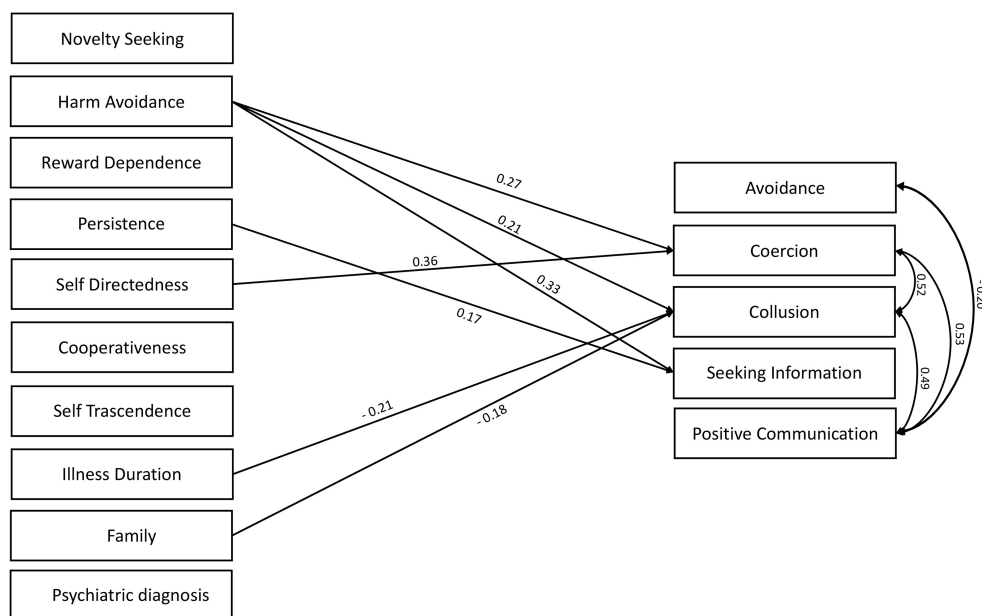 Novelty Seeking
Harm Avoidance
Reward Dependence
Persistence
Self Directedness
Cooperativeness
Self Trascendence
Illness Duration
Family
Psychiatric diagnosis
0.27
0.21
0.36
0.33
0.17
- 0.21
- 0.18
Avoidance
Coercion
Collusion
Seeking Information
Positive Communication
0.52
0.53
0.49